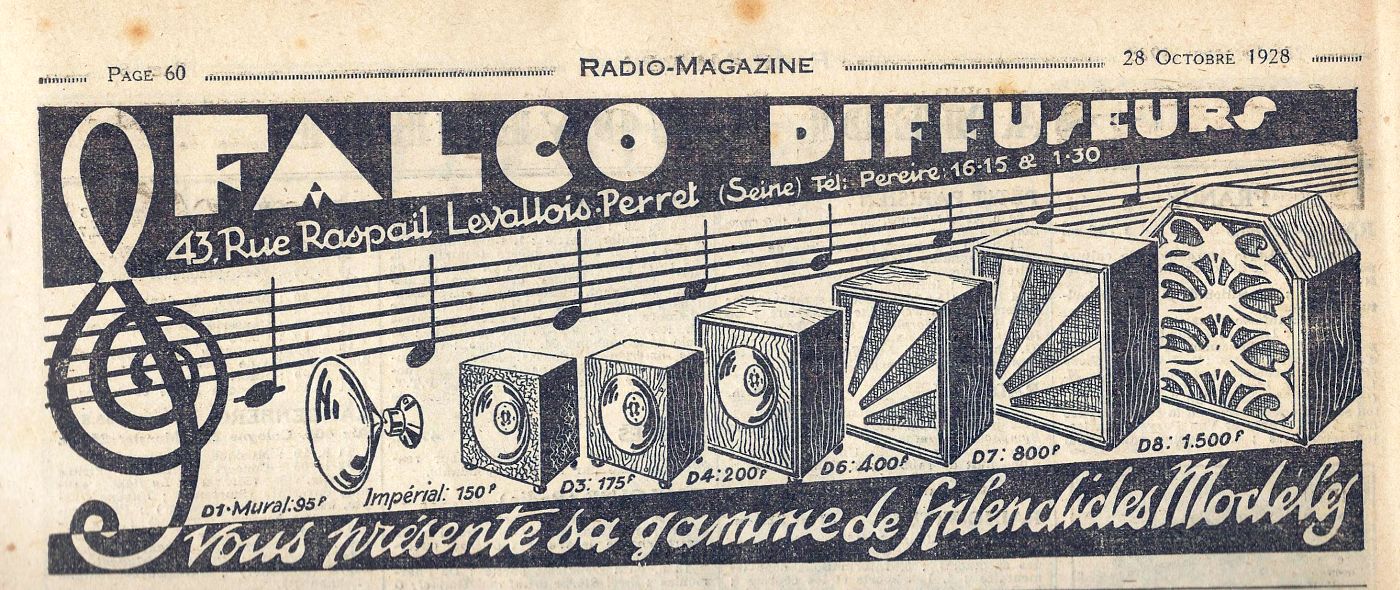 PAGE 60 RADIO-MAGAZINE 28 OCTOBRE 1928
FALCO DIFFUSEURS
43, Rue Raspail Levallois-Perret (Seine) Tél: Pereire 16-15 & 1-30
D1-Mural: 95F
Impérial: 150F
D3: 175F
D4: 200F
D6: 400F
D7: 800F
D8: 1.500F
Vous présente sa gamme de Splendides Modèles